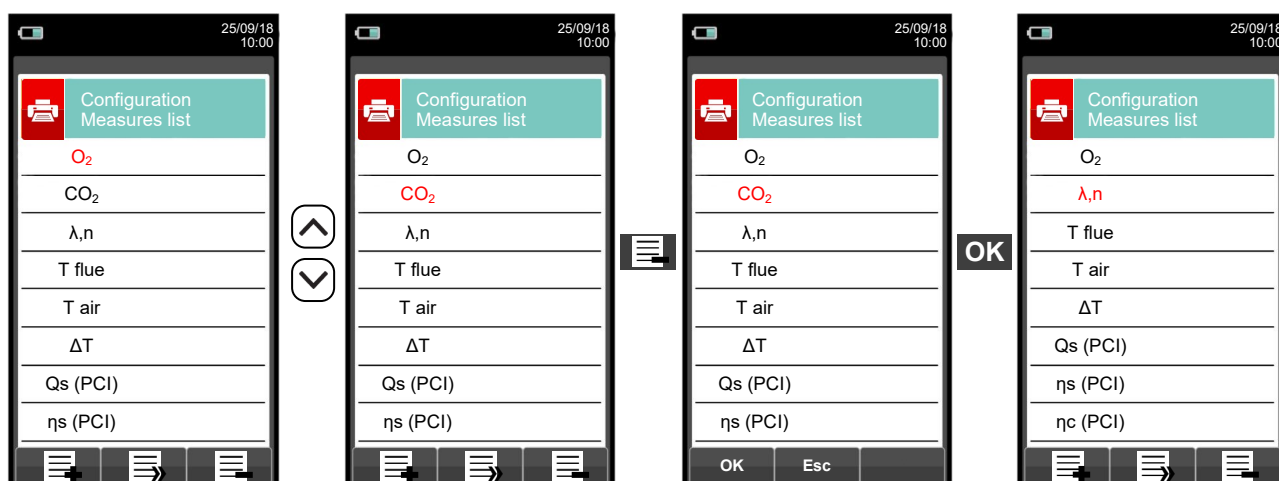 25/09/18
10:00
Configuration
Measures list
O₂
CO₂
λ,n
T flue
T air
ΔT
Qs (PCI)
ηs (PCI)
25/09/18
10:00
Configuration
Measures list
O₂
CO₂
λ,n
T flue
T air
ΔT
Qs (PCI)
ηs (PCI)
25/09/18
10:00
Configuration
Measures list
O₂
CO₂
λ,n
T flue
T air
ΔT
Qs (PCI)
ηs (PCI)
OK Esc
OK
25/09/18
10:00
Configuration
Measures list
O₂
λ,n
T flue
T air
ΔT
Qs (PCI)
ηs (PCI)
ηc (PCI)